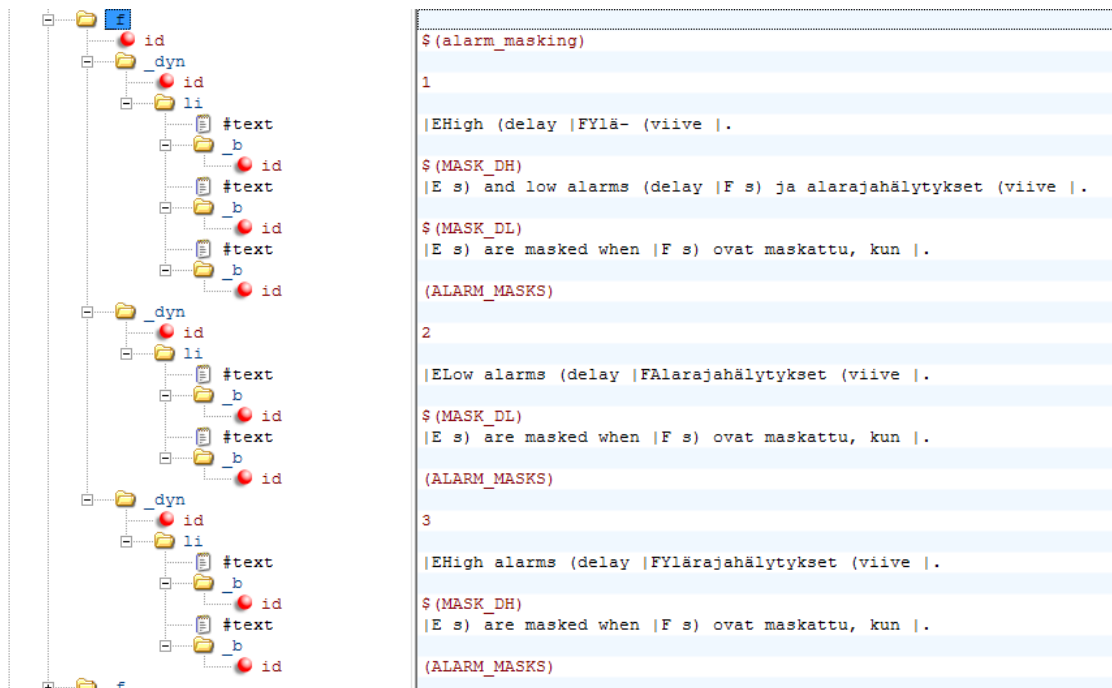 _f
id $(alarm_masking)
_dyn
id 1
li
#text |EHigh (delay |FYlä- (viive |.
_b
id $(MASK_DH)
#text |E s) and low alarms (delay |F s) ja alarajahälytykset (viive |.
_b
id $(MASK_DL)
#text |E s) are masked when |F s) ovat maskattu, kun |.
_b
id (ALARM_MASKS)
_dyn
id 2
li
#text |ELow alarms (delay |FAlarajahälytykset (viive |.
_b
id $(MASK_DL)
#text |E s) are masked when |F s) ovat maskattu, kun |.
_b
id (ALARM_MASKS)
_dyn
id 3
li
#text |EHigh alarms (delay |FYlärajahälytykset (viive |.
_b
id $(MASK_DH)
#text |E s) are masked when |F s) ovat maskattu, kun |.
_b
id (ALARM_MASKS)
_f